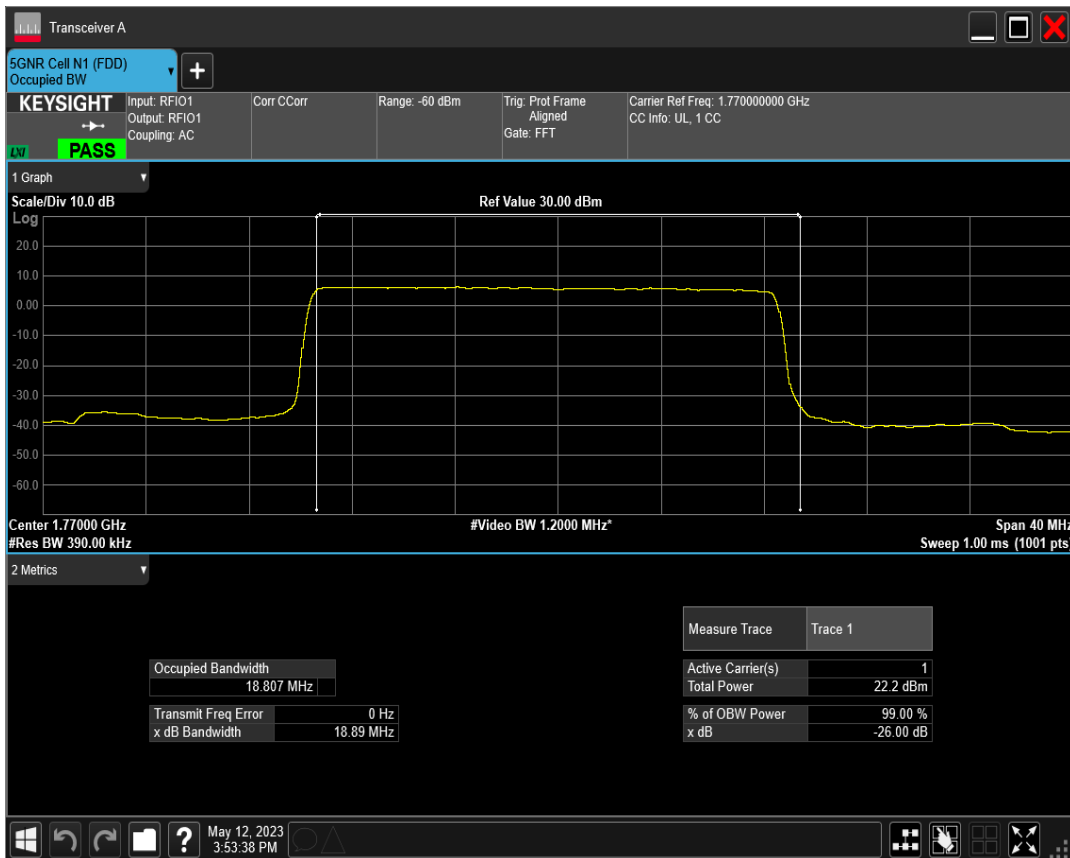 Transceiver A
5GNR Cell N1 (FDD)
Occupied BW
+
KEYSIGHT
LXI
PASS
Input: RFIO1
Output: RFIO1
Coupling: AC
Corr CCorr
Range: -60 dBm
Trig: Prot Frame
Aligned
Gate: FFT
Carrier Ref Freq: 1.770000000 GHz
CC Info: UL, 1 CC
1 Graph
Scale/Div 10.0 dB
Ref Value 30.00 dBm
Log
20.0
10.0
0.00
-10.0
-20.0
-30.0
-40.0
-50.0
-60.0
Center 1.77000 GHz
#Video BW 1.2000 MHz*
Span 40 MHz
#Res BW 390.00 kHz
Sweep 1.00 ms (1001 pts)
2 Metrics
Measure Trace Trace 1
Occupied Bandwidth
18.807 MHz
Active Carrier(s) 1
Total Power 22.2 dBm
Transmit Freq Error 0 Hz
x dB Bandwidth 18.89 MHz
% of OBW Power 99.00 %
x dB -26.00 dB
?
May 12, 2023
3:53:38 PM